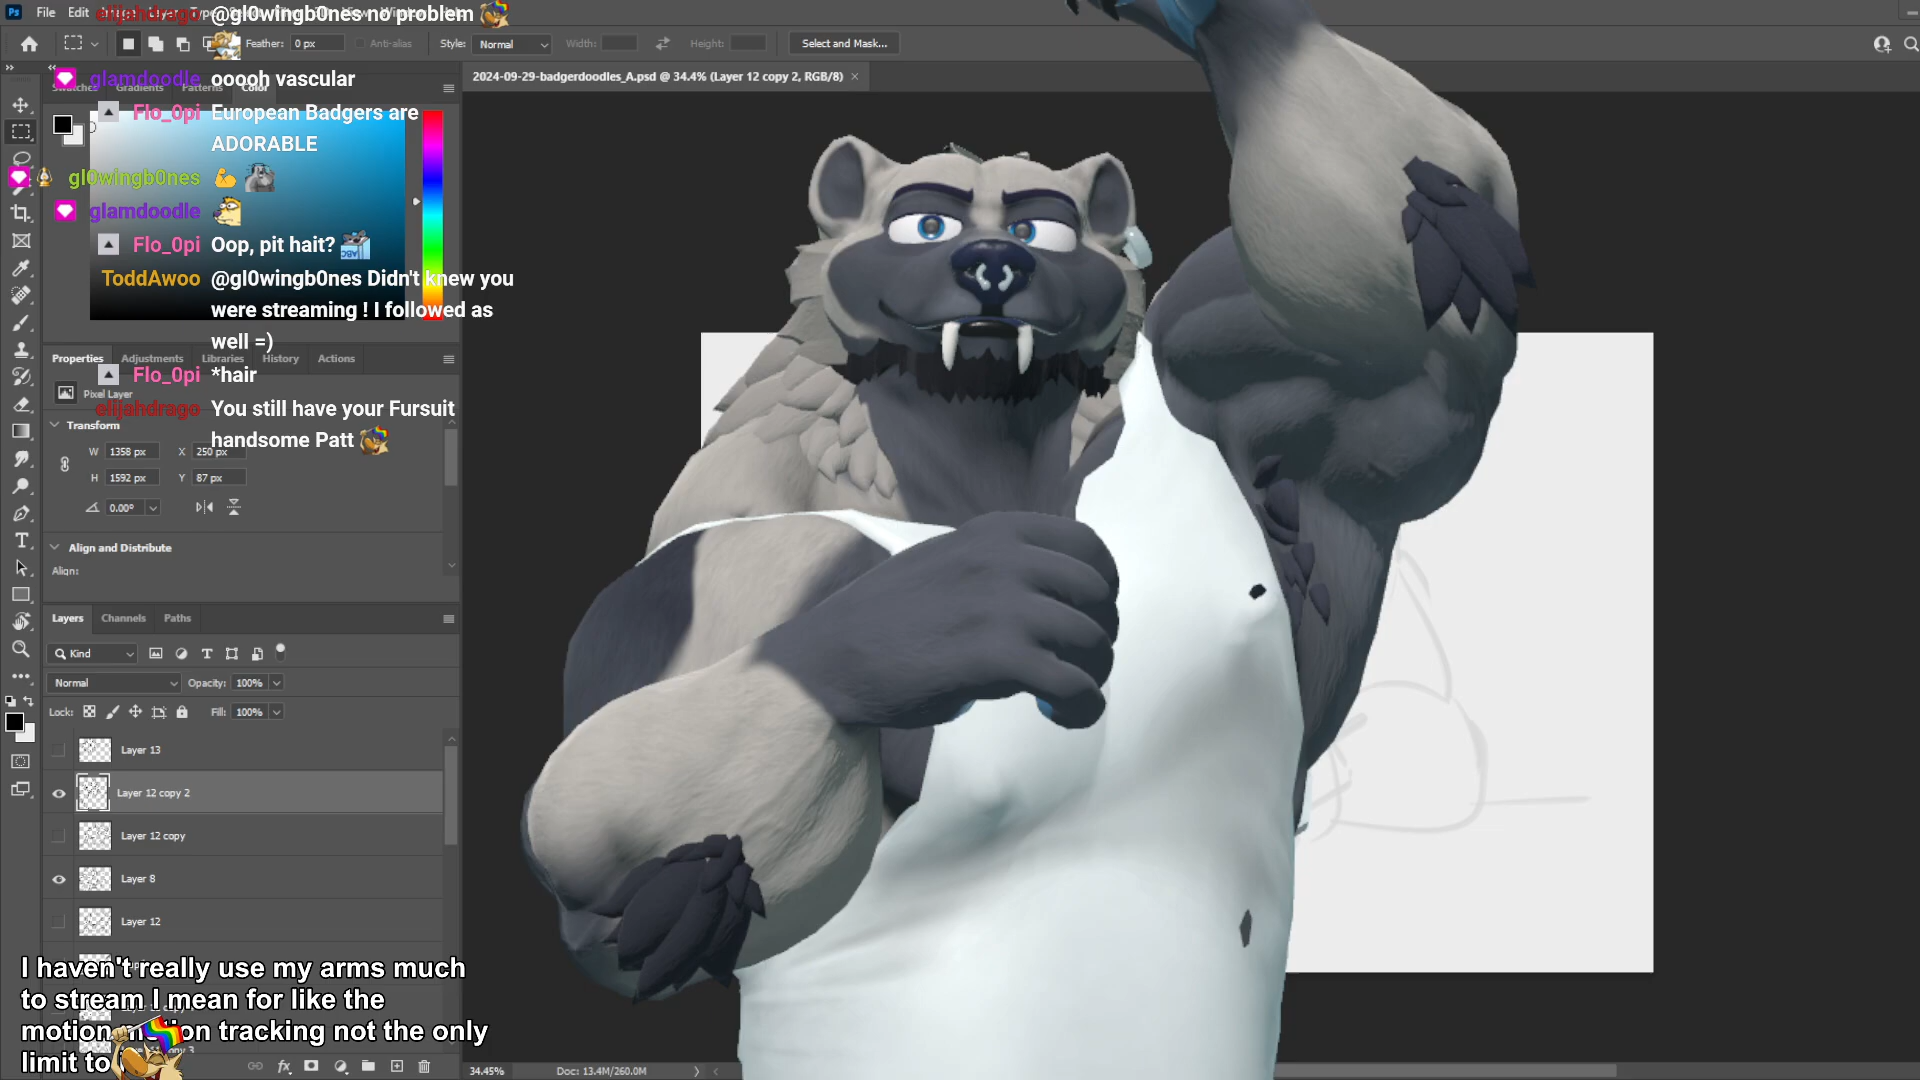 File Edit
elijahdrago @gl0wingb0nes no problem
Feather: 0 px Anti-alias Style: Normal Width: Height: Select and Mask...
2024-09-29-badgerdoodles_A.psd @ 34.4% (Layer 12 copy 2, RGB/8) ×
glamdoodle ooooh vascular
Swatches Gradients Patterns Color
Flo_0pi European Badgers are
ADORABLE
gl0wingb0nes
glamdoodle
Flo_0pi Oop, pit hait?
ToddAwoo @gl0wingb0nes Didn't knew you
were streaming ! I followed as
well =)
Properties Adjustments Libraries History Actions
Flo_0pi *hair
Pixel Layer
elijahdrago You still have your Fursuit
handsome Patt
Transform
W 1358 px X 250 px
H 1592 px Y 87 px
0.00°
Align and Distribute
Align:
Layers Channels Paths
Kind
Normal Opacity: 100%
Lock: Fill: 100%
Layer 13
Layer 12 copy 2
Layer 12 copy
Layer 8
Layer 12
I haven't really use my arms much
to stream I mean for like the
tracking not the only
limit to
34.45% Doc: 13.4M/260.0M